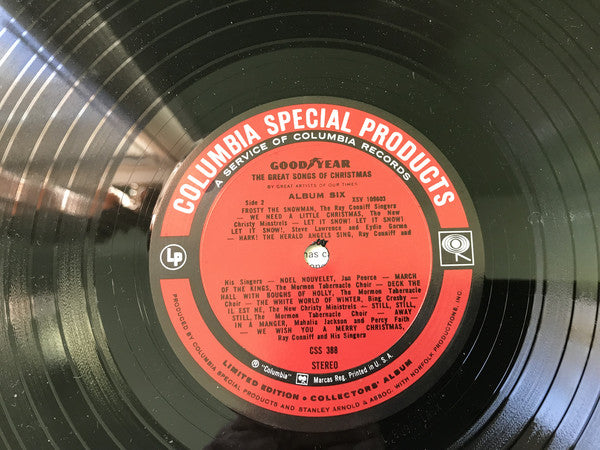 COLUMBIA SPECIAL PRODUCTS
A SERVICE OF COLUMBIA RECORDS
GOODYEAR
THE GREAT SONGS OF CHRISTMAS
BY GREAT ARTISTS OF OUR TIMES
ALBUM SIX
Side 2 XSV 109603
FROSTY THE SNOWMAN, The Ray Conniff Singers
— WE NEED A LITTLE CHRISTMAS, The New
Christy Minstrels — LET IT SNOW! LET IT SNOW!
LET IT SNOW!, Steve Lawrence and Eydie Gorme
— HARK! THE HERALD ANGELS SING, Ray Conniff and
LP
His Singers — NOEL NOUVELET, Jan Peerce — MARCH
OF THE KINGS, The Mormon Tabernacle Choir — DECK THE
HALL WITH BOUGHS OF HOLLY, The Mormon Tabernacle
Choir — THE WHITE WORLD OF WINTER, Bing Crosby —
IL EST NE, The New Christy Minstrels — STILL, STILL,
STILL, The Mormon Tabernacle Choir — AWAY
IN A MANGER, Mahalia Jackson and Percy Faith
— WE WISH YOU A MERRY CHRISTMAS,
Ray Conniff and His Singers
CSS 388
STEREO
® "Columbia" Marcas Reg. Printed in U.S.A.
LIMITED EDITION • COLLECTORS' ALBUM
PRODUCED BY COLUMBIA SPECIAL PRODUCTS AND STANLEY ARNOLD & ASSOC. WITH NORFOLK PRODUCTIONS, INC.